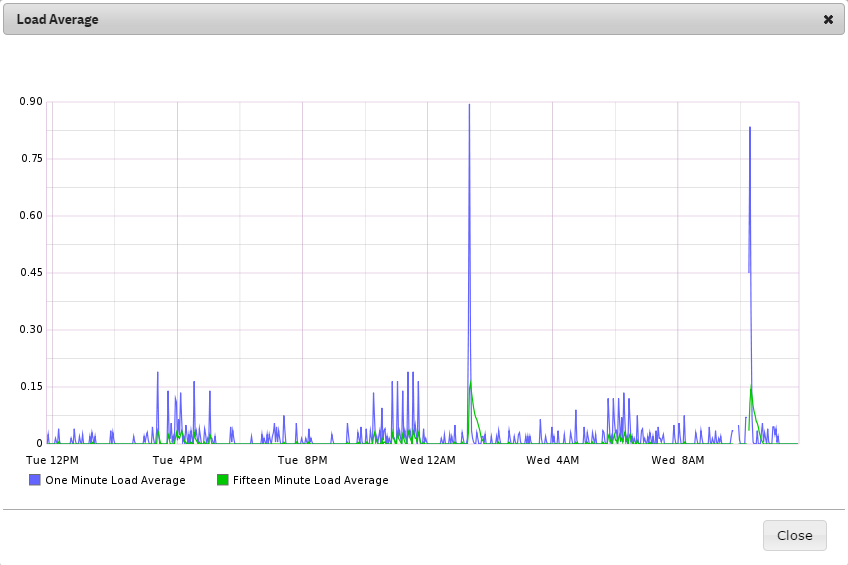 Load Average ✖
0.90
0.75
0.60
0.45
0.30
0.15
0
Tue 12PM Tue 4PM Tue 8PM Wed 12AM Wed 4AM Wed 8AM
One Minute Load Average Fifteen Minute Load Average
Close